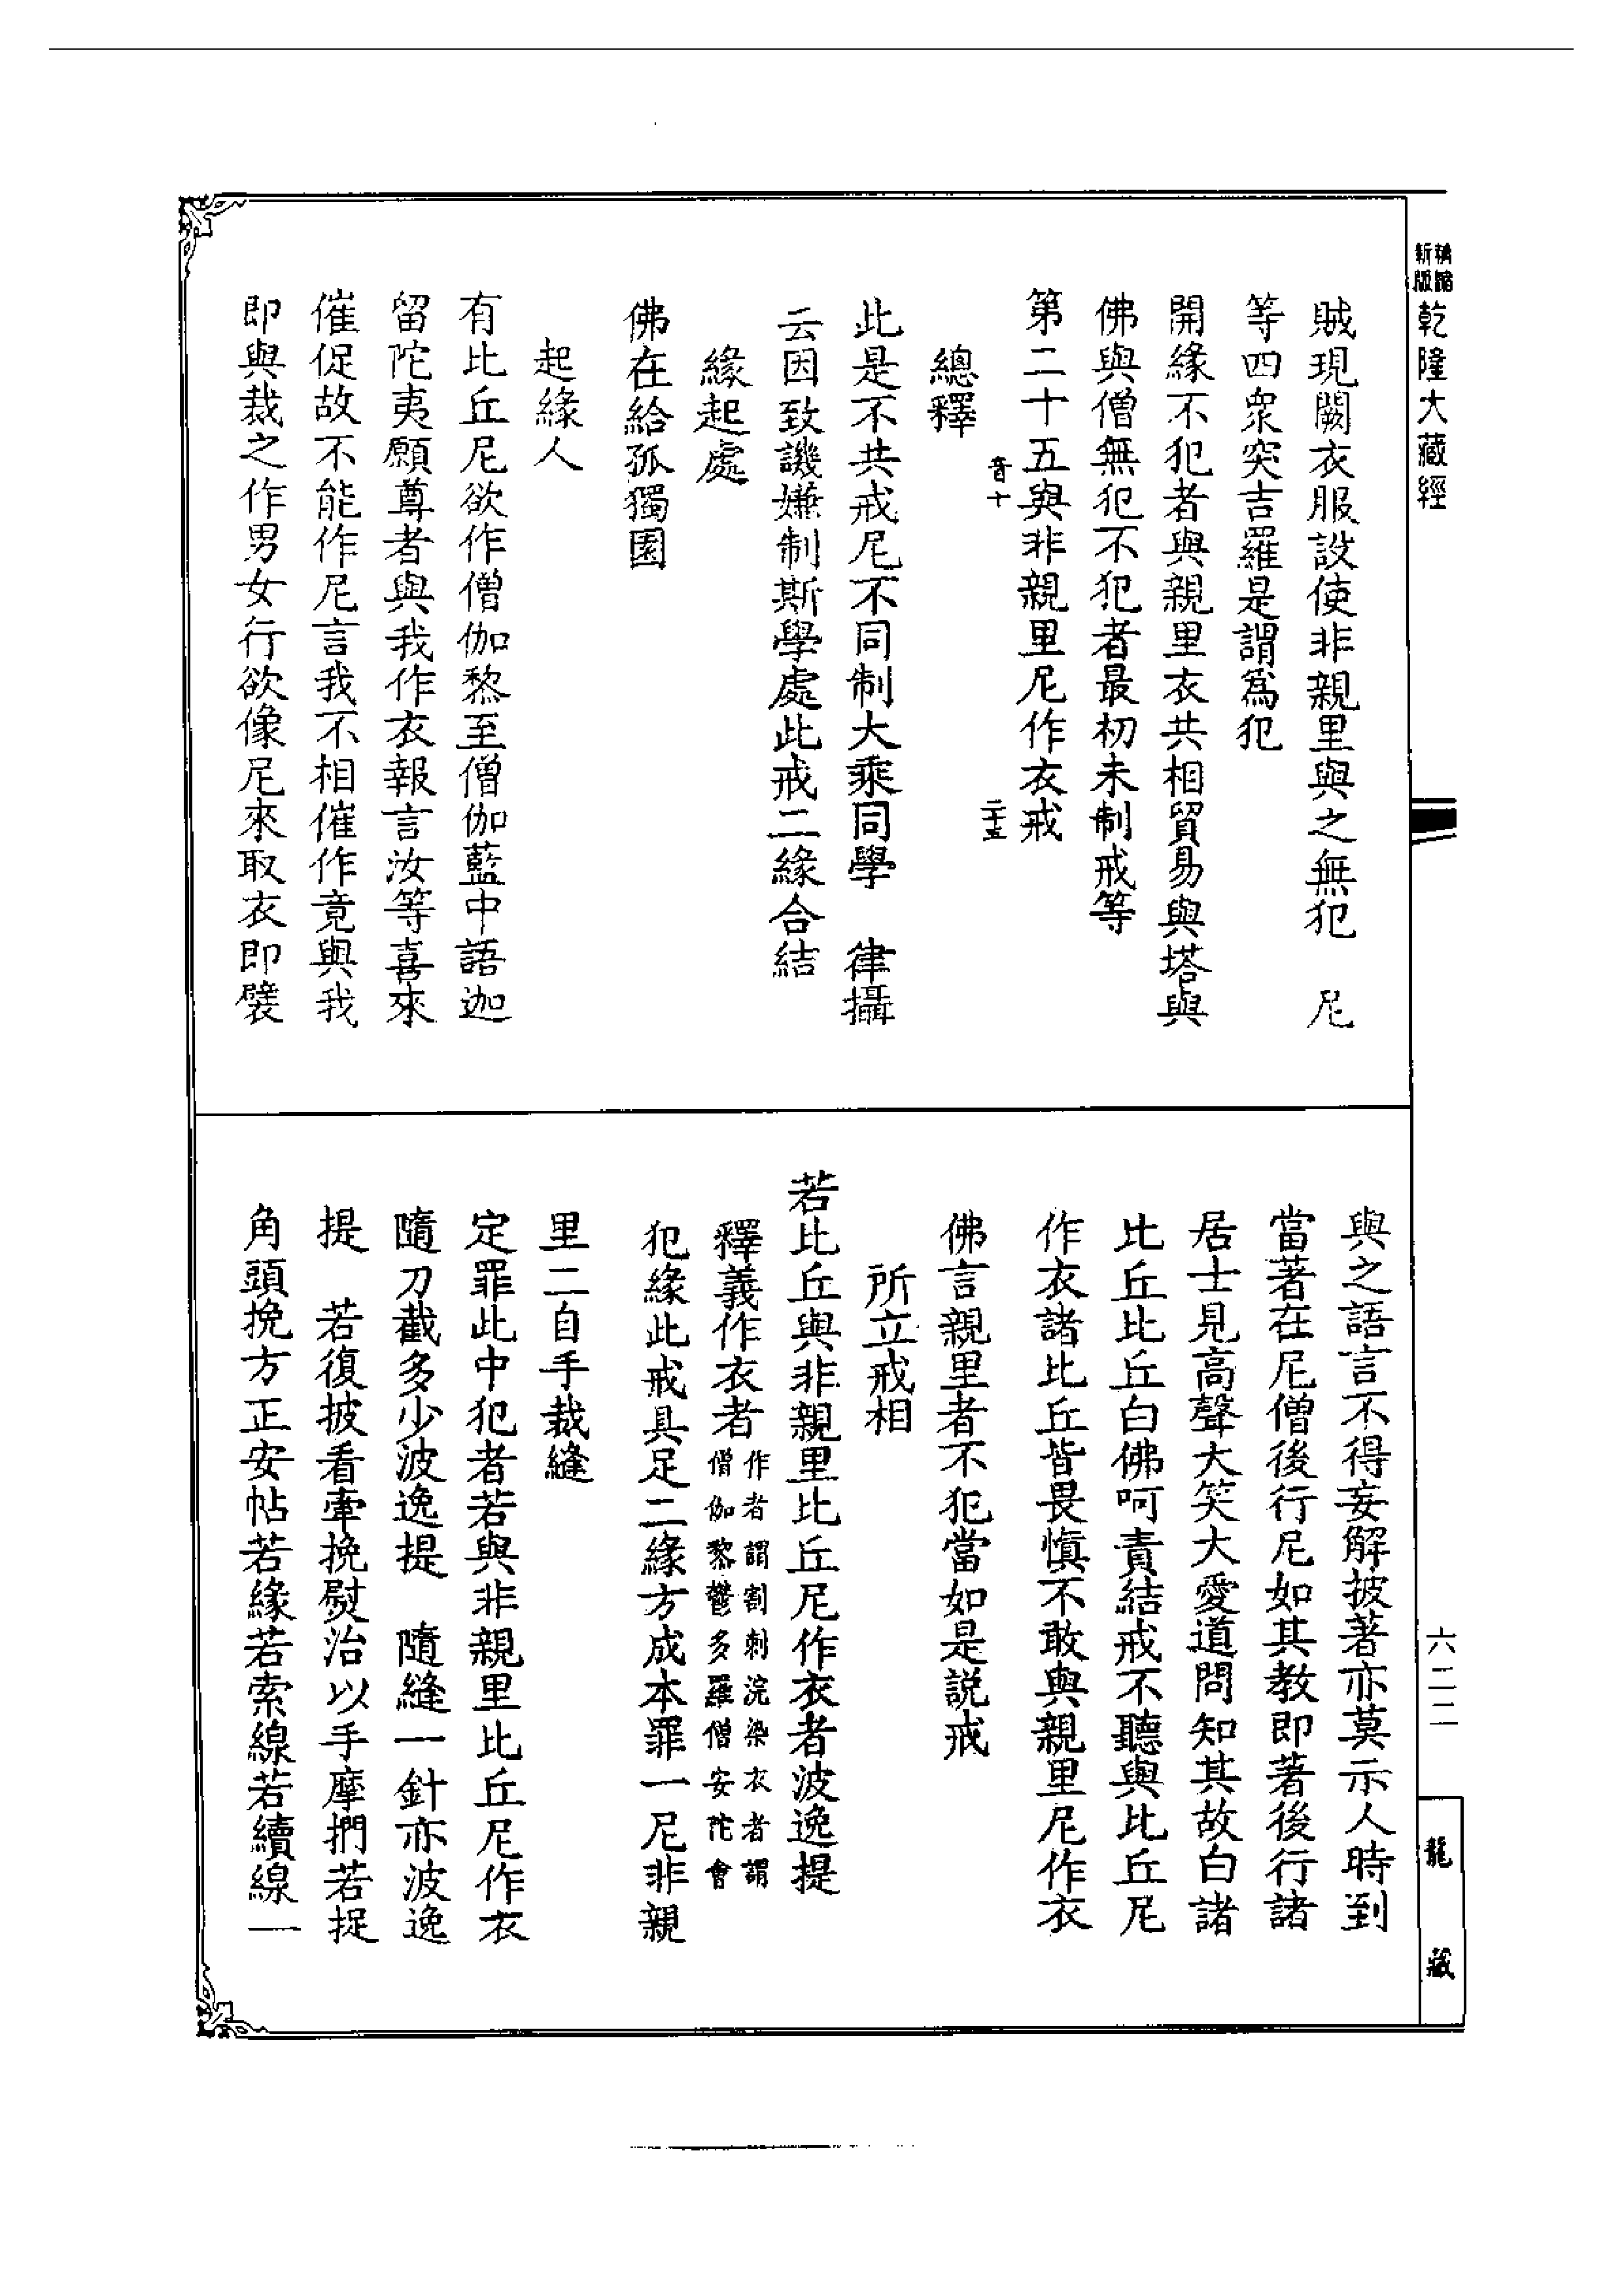 新版精縮
乾隆大藏經
賊現闕衣服設使非親里與之無犯　尼
等四眾突吉羅是謂為犯
開緣不犯者與親里衣共相貿易與塔與
佛與僧無犯不犯者最初未制戒等
第二十五與非親里尼作衣戒
音十
二五
總釋
此是不共戒尼不同制大乘同學　律攝
云因致譏嫌制斯學處此戒二緣合結
緣起處
佛在給孤獨園
起緣人
有比丘尼欲作僧伽黎至僧伽藍中語迦
留陀夷願尊者與我作衣報言汝等喜來
催促故不能作尼言我不相催作竟與我
即與裁之作男女行欲像尼來取衣即襞
與之語言不得妄解披著亦莫示人時到
當著在尼僧後行尼如其教即著後行諸
居士見高聲大笑大愛道問知其故白諸
比丘比丘白佛呵責結戒不聽與比丘尼
作衣諸比丘皆畏慎不敢與親里尼作衣
佛言親里者不犯當如是說戒
所立戒相
若比丘與非親里比丘尼作衣者波逸提
釋義作衣者作者謂割刺浣染衣者謂
僧伽黎鬱多羅僧安陀會
犯緣此戒具足二緣方成本罪一尼非親
里二自手裁縫
定罪此中犯者若與非親里比丘尼作衣
隨刀截多少波逸提　隨縫一針亦波逸
提　若復披看牽挽熨治以手摩捫若捉
角頭挽方正安帖若緣若索線若續線一
六二二
龍藏